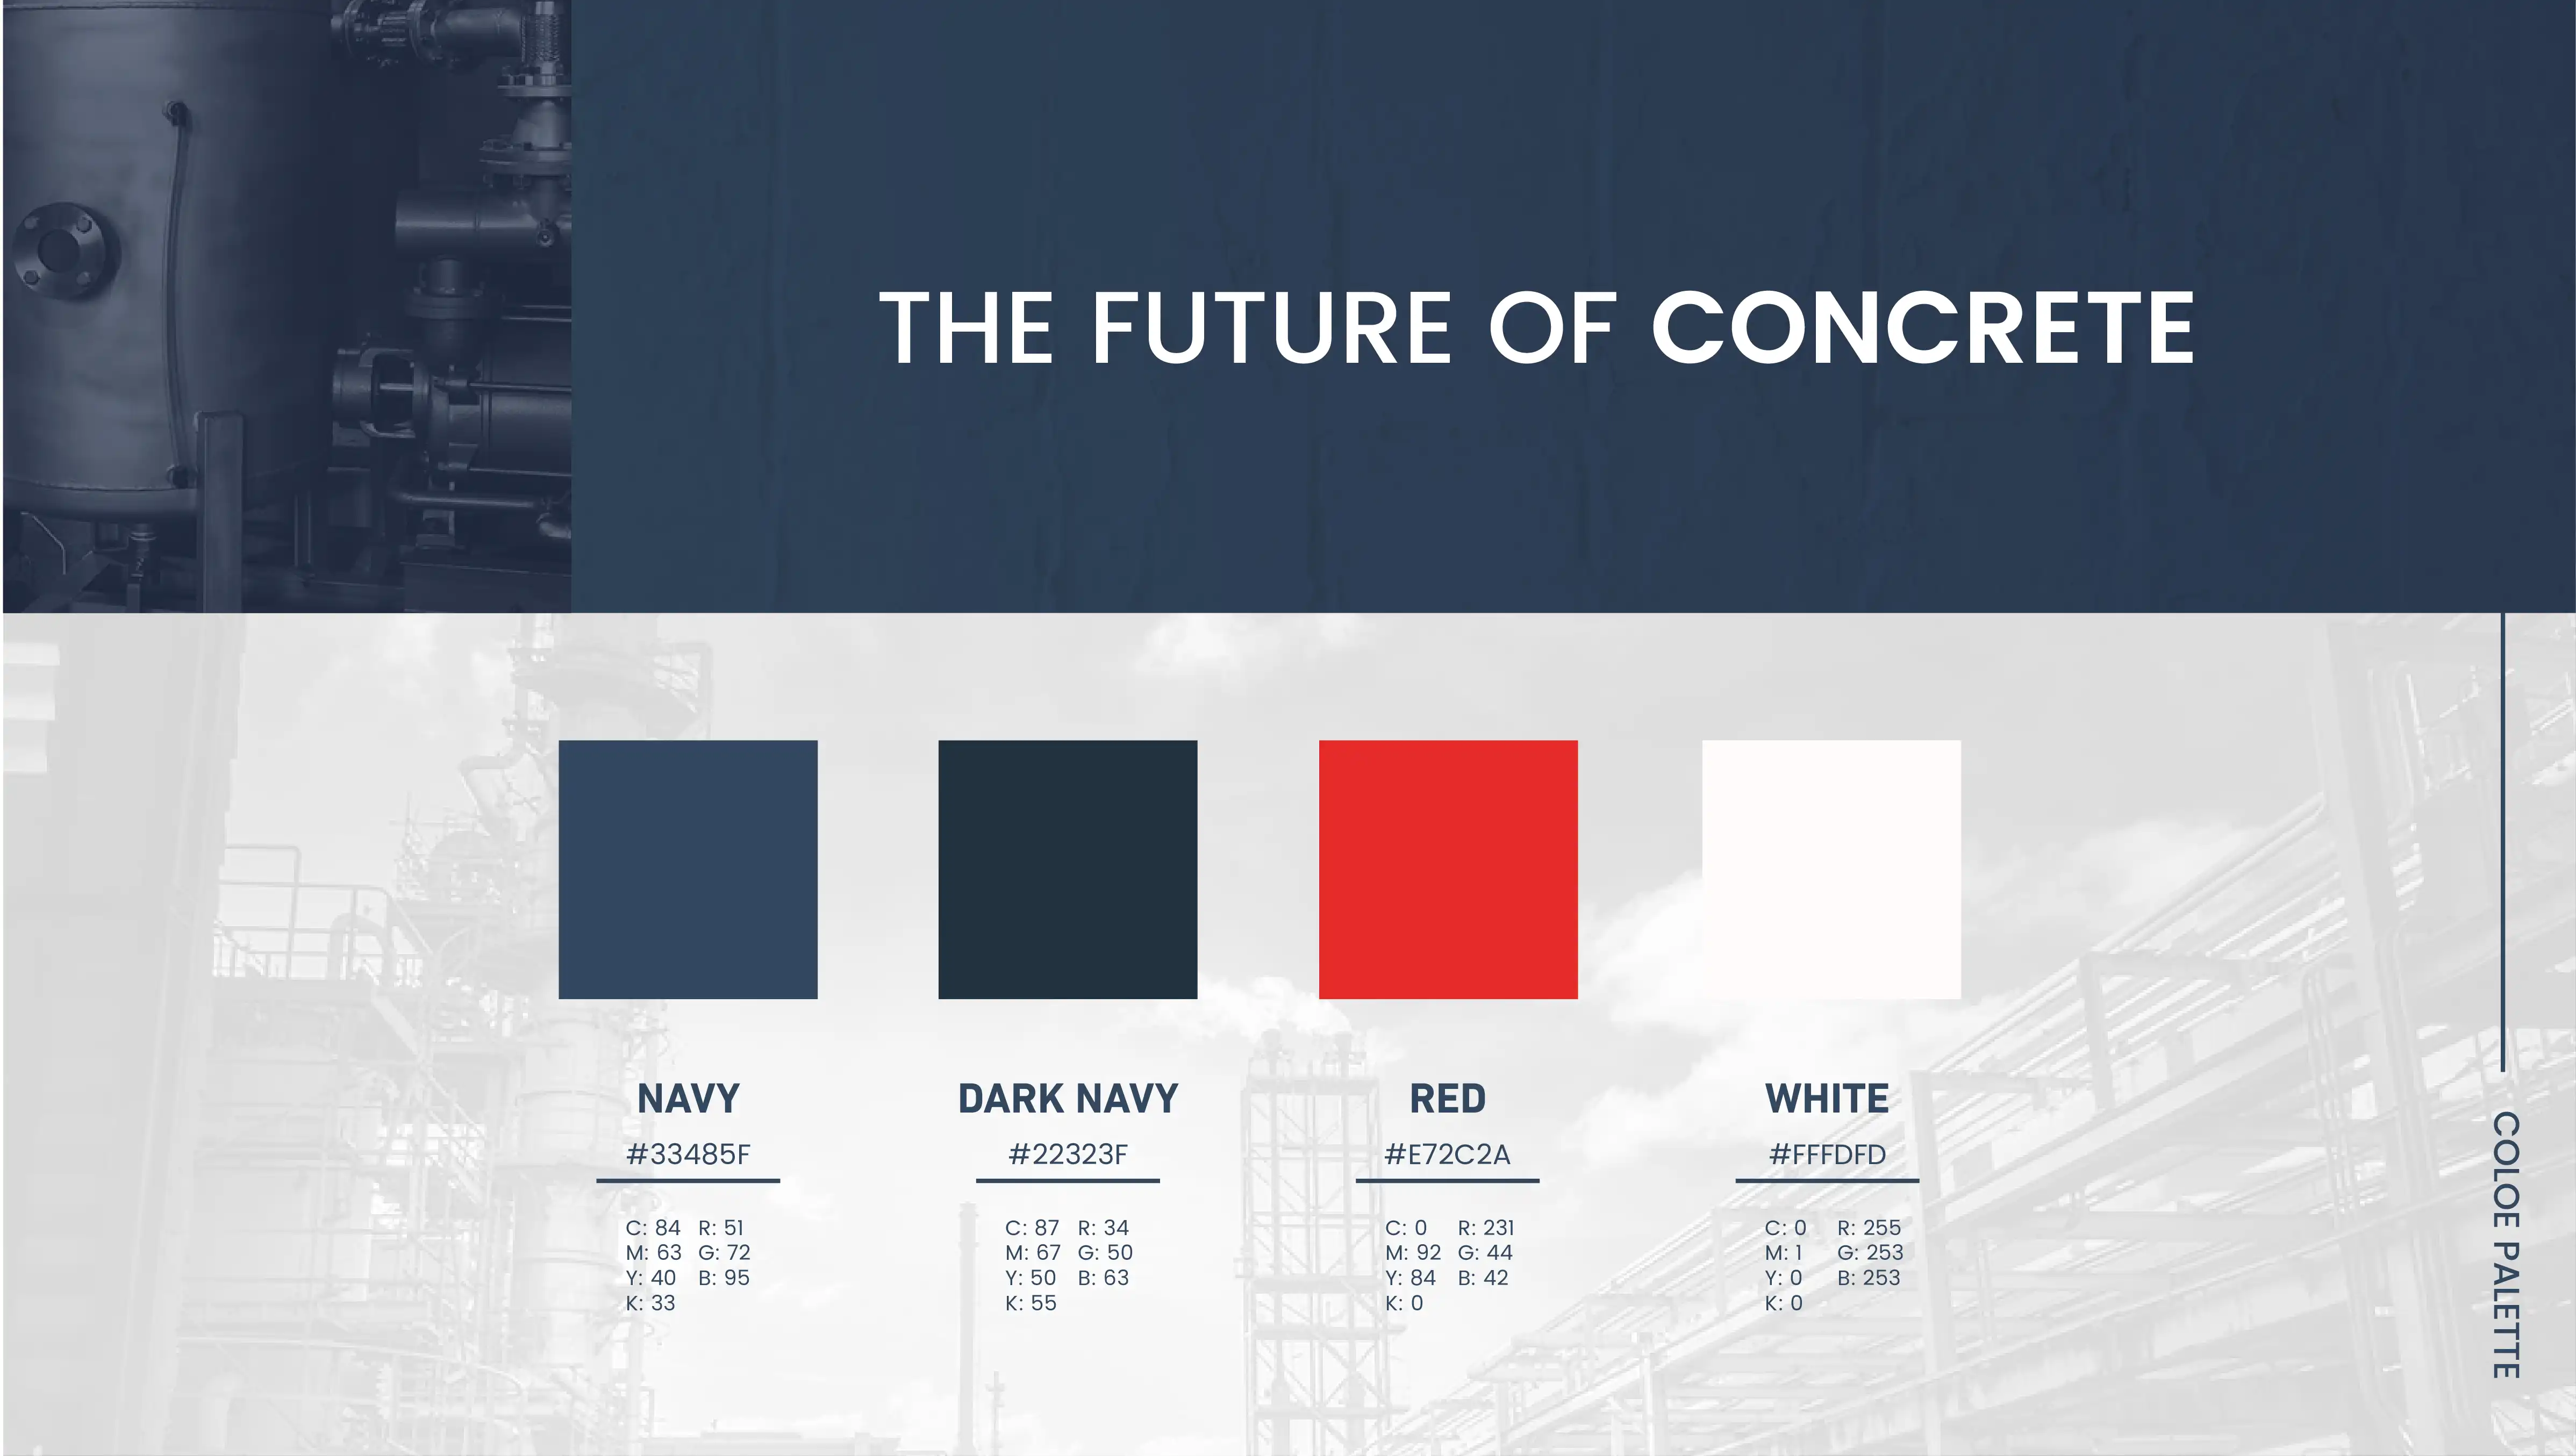 THE FUTURE OF CONCRETE
NAVY
#33485F
C: 84 R: 51
M: 63 G: 72
Y: 40 B: 95
K: 33
DARK NAVY
#22323F
C: 87 R: 34
M: 67 G: 50
Y: 50 B: 63
K: 55
RED
#E72C2A
C: 0 R: 231
M: 92 G: 44
Y: 84 B: 42
K: 0
WHITE
#FFFDFD
C: 0 R: 255
M: 1 G: 253
Y: 0 B: 253
K: 0
COLOE PALETTE